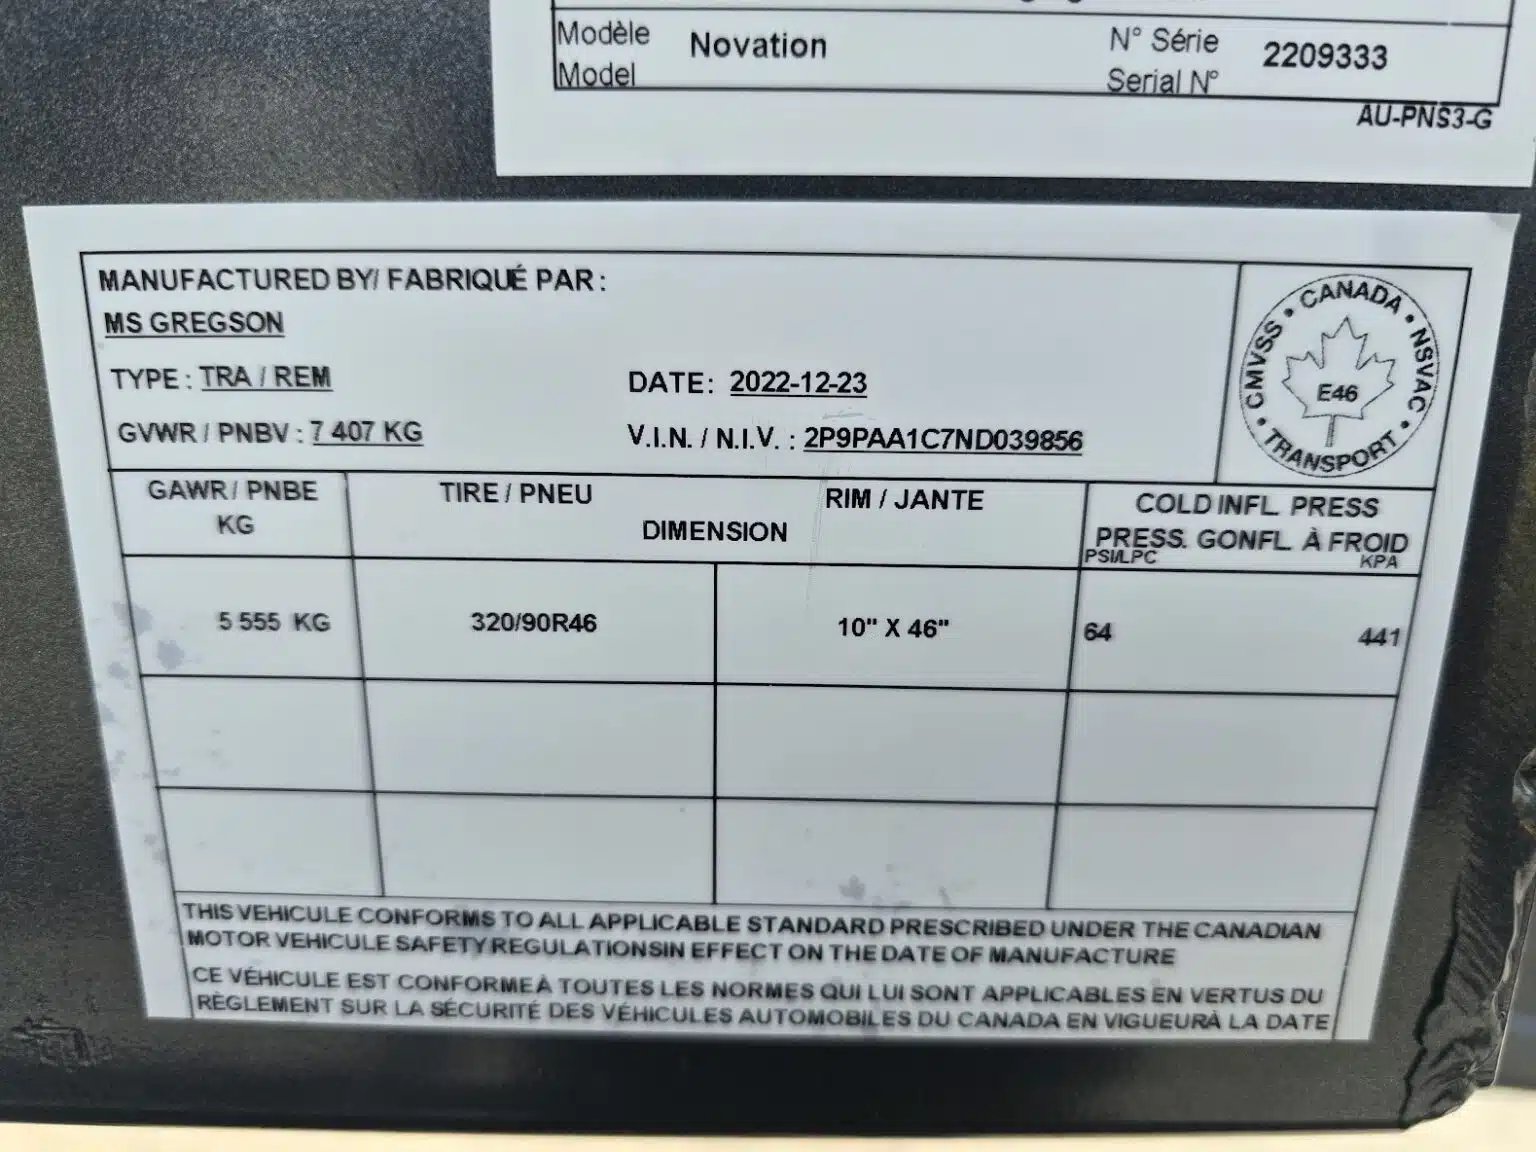 Modèle
Model
Novation
N° Série
Serial N°
2209333
AU-PNS3-G
MANUFACTURED BY/ FABRIQUÉ PAR :
MS GREGSON
TYPE : TRA / REM
DATE: 2022-12-23
GVWR / PNBV : 7 407 KG
V.I.N. / N.I.V. : 2P9PAA1C7ND039856
CANADA • NSVAC • TRANSPORT • CMVSS •
E46
GAWR / PNBE
KG
TIRE / PNEU
RIM / JANTE
DIMENSION
COLD INFL. PRESS
PRESS. GONFL. À FROID
PSI/LPC KPA
5 555 KG
320/90R46
10" X 46"
64 441
THIS VEHICULE CONFORMS TO ALL APPLICABLE STANDARD PRESCRIBED UNDER THE CANADIAN
MOTOR VEHICULE SAFETY REGULATIONSIN EFFECT ON THE DATE OF MANUFACTURE
CE VÉHICULE EST CONFORME À TOUTES LES NORMES QUI LUI SONT APPLICABLES EN VERTUS DU
RÈGLEMENT SUR LA SÉCURITÉ DES VÉHICULES AUTOMOBILES DU CANADA EN VIGUEURÀ LA DATE